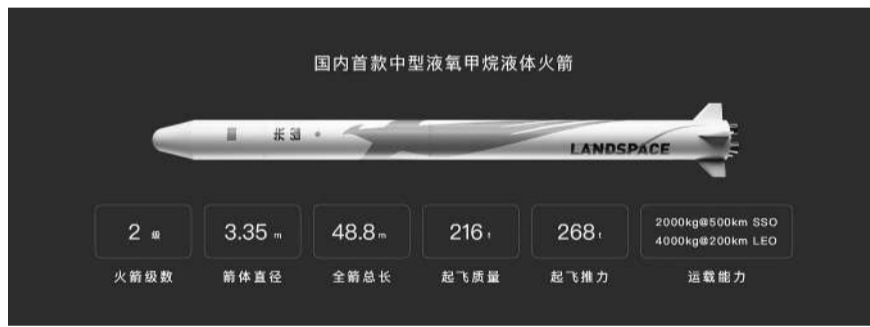 国内首款中型液氧甲烷液体火箭
LANDSPACE
2 级
3.35 m
48.8 m
216 t
268 t
2000kg@500km SSO
4000kg@200km LEO
火箭级数
箭体直径
全箭总长
起飞质量
起飞推力
运载能力